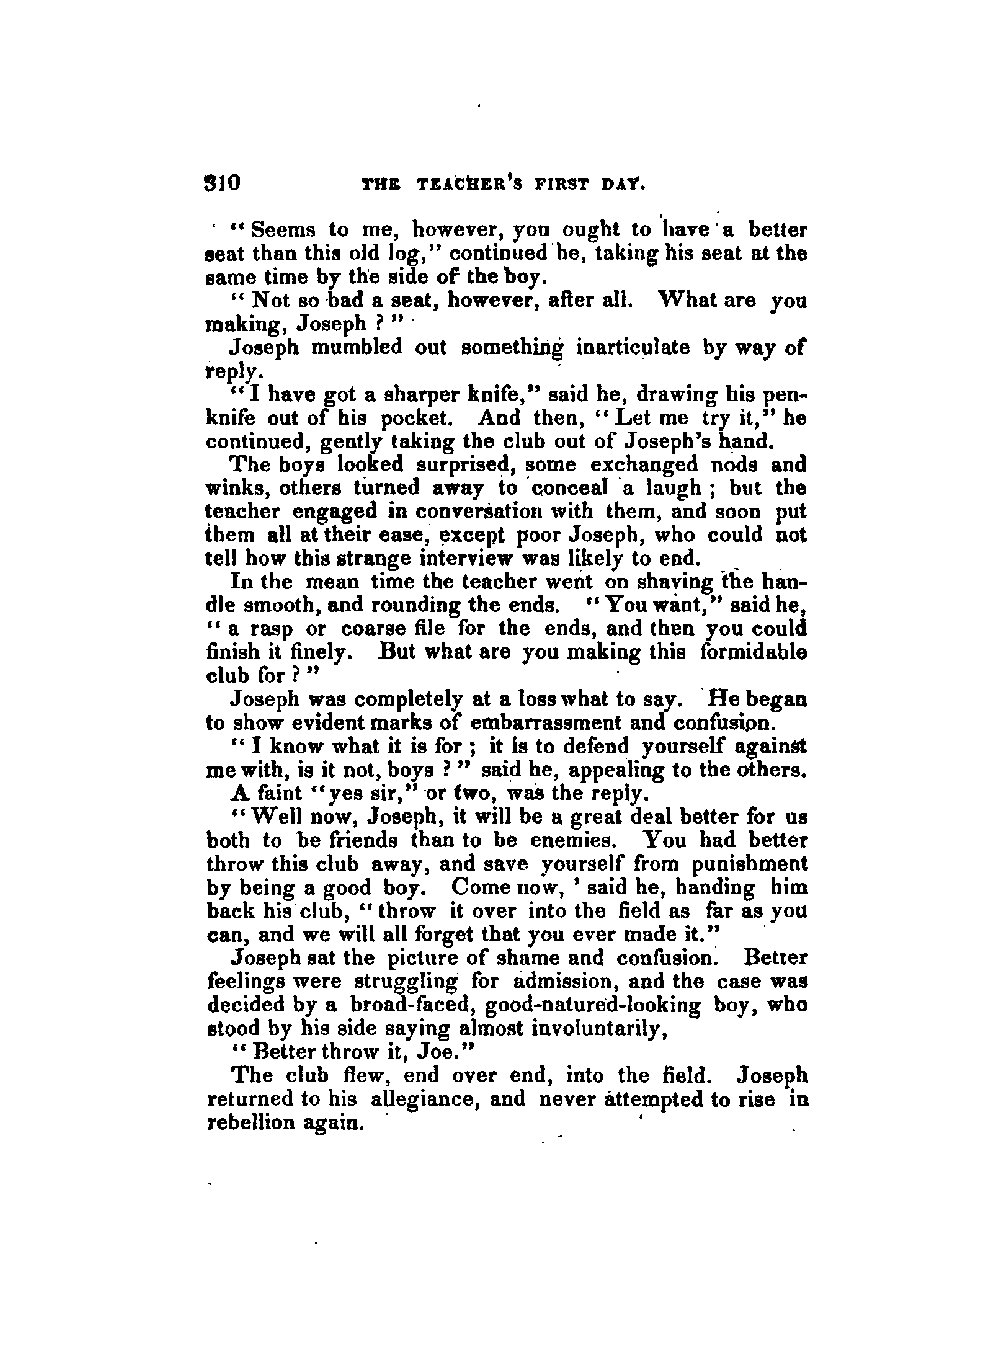 310 THE TEACHER'S FIRST DAY.
"Seems to me, however, you ought to have a better
seat than this old log," continued he, taking his seat at the
same time by the side of the boy.
"Not so bad a seat, however, after all. What are you
making, Joseph ?"
Joseph mumbled out something inarticulate by way of
reply.
"I have got a sharper knife," said he, drawing his pen-
knife out of his pocket. And then, "Let me try it," he
continued, gently taking the club out of Joseph's hand.
The boys looked surprised, some exchanged nods and
winks, others turned away to conceal a laugh ; but the
teacher engaged in conversation with them, and soon put
them all at their ease, except poor Joseph, who could not
tell how this strange interview was likely to end.
In the mean time the teacher went on shaving the han-
dle smooth, and rounding the ends. "You want," said he,
"a rasp or coarse file for the ends, and then you could
finish it finely. But what are you making this formidable
club for ?"
Joseph was completely at a loss what to say. He began
to show evident marks of embarrassment and confusion.
"I know what it is for ; it is to defend yourself against
me with, is it not, boys ?" said he, appealing to the others.
A faint "yes sir," or two, was the reply.
"Well now, Joseph, it will be a great deal better for us
both to be friends than to be enemies. You had better
throw this club away, and save yourself from punishment
by being a good boy. Come now,' said he, handing him
back his club, "throw it over into the field as far as you
can, and we will all forget that you ever made it."
Joseph sat the picture of shame and confusion. Better
feelings were struggling for admission, and the case was
decided by a broad-faced, good-natured-looking boy, who
stood by his side saying almost involuntarily,
"Better throw it, Joe."
The club flew, end over end, into the field. Joseph
returned to his allegiance, and never attempted to rise in
rebellion again.